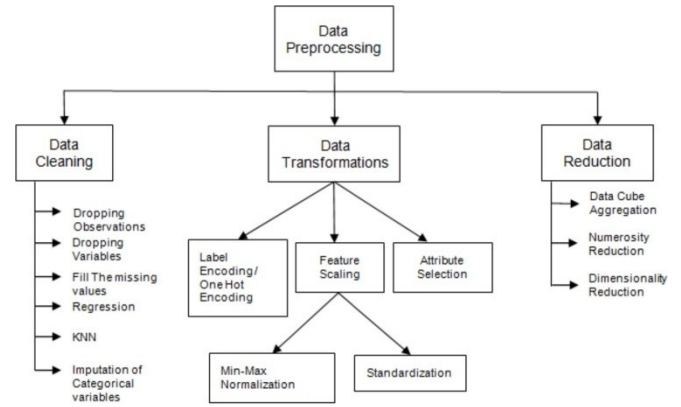 Data
Preprocessing
Data
Cleaning
Data
Transformations
Data
Reduction
Dropping
Observations
Dropping
Variables
Fill The missing
values
Regression
KNN
Imputation of
Categorical
variables
Label
Encoding/
One Hot
Encoding
Feature
Scaling
Attribute
Selection
Min-Max
Normalization
Standardization
Data Cube
Aggregation
Numerosity
Reduction
Dimensionality
Reduction